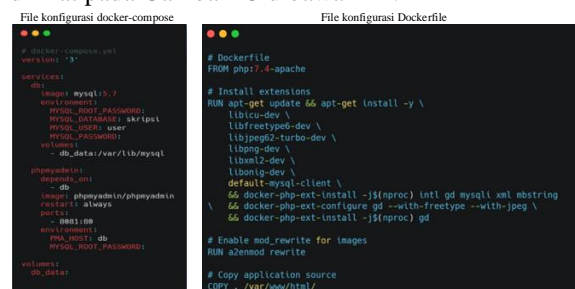 File konfigurasi docker-compose
# docker-compose.yml
version: '3'
services:
db:
image: mysql:5.7
environment:
MYSQL_ROOT_PASSWORD:
MYSQL_DATABASE: skripsi
MYSQL_USER: user
MYSQL_PASSWORD:
volumes:
- db_data:/var/lib/mysql
phpmyadmin:
depends_on:
- db
image: phpmyadmin/phpmyadmin
restart: always
ports:
- 8081:80
environment:
PMA_HOST: db
MYSQL_ROOT_PASSWORD:
volumes:
db_data:
File konfigurasi Dockerfile
# Dockerfile
FROM php:7.4-apache
# Install extensions
RUN apt-get update && apt-get install -y \
libicu-dev \
libfreetype6-dev \
libjpeg62-turbo-dev \
libpng-dev \
libxml2-dev \
libonig-dev \
default-mysql-client \
&& docker-php-ext-install -j$(nproc) intl gd mysqli xml mbstring
\ && docker-php-ext-configure gd --with-freetype --with-jpeg \
&& docker-php-ext-install -j$(nproc) gd
# Enable mod_rewrite for images
RUN a2enmod rewrite
# Copy application source
COPY . /var/www/html/